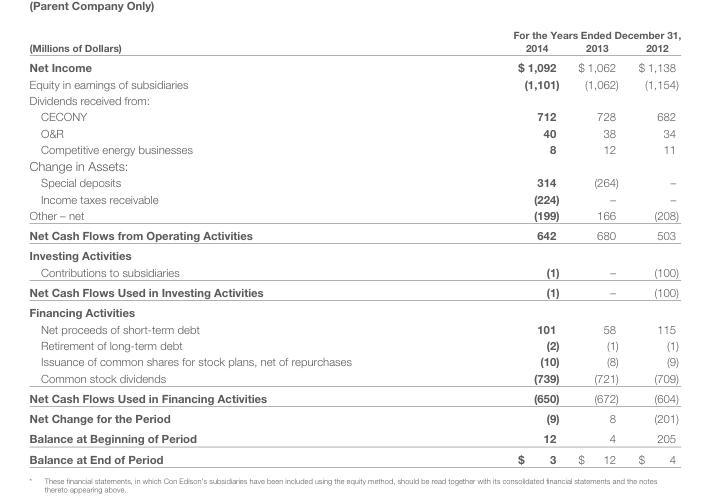 (Parent Company Only)
For the Years Ended December 31,
(Millions of Dollars) 2014 2013 2012
Net Income $ 1,092 $ 1,062 $ 1,138
Equity in earnings of subsidiaries (1,101) (1,062) (1,154)
Dividends received from:
CECONY 712 728 682
O&R 40 38 34
Competitive energy businesses 8 12 11
Change in Assets:
Special deposits 314 (264) –
Income taxes receivable (224) – –
Other – net (199) 166 (208)
Net Cash Flows from Operating Activities 642 680 503
Investing Activities
Contributions to subsidiaries (1) – (100)
Net Cash Flows Used in Investing Activities (1) – (100)
Financing Activities
Net proceeds of short-term debt 101 58 115
Retirement of long-term debt (2) (1) (1)
Issuance of common shares for stock plans, net of repurchases (10) (8) (9)
Common stock dividends (739) (721) (709)
Net Cash Flows Used in Financing Activities (650) (672) (604)
Net Change for the Period (9) 8 (201)
Balance at Beginning of Period 12 4 205
Balance at End of Period $ 3 $ 12 $ 4
* These financial statements, in which Con Edison's subsidiaries have been included using the equity method, should be read together with its consolidated financial statements and the notes
thereto appearing above.